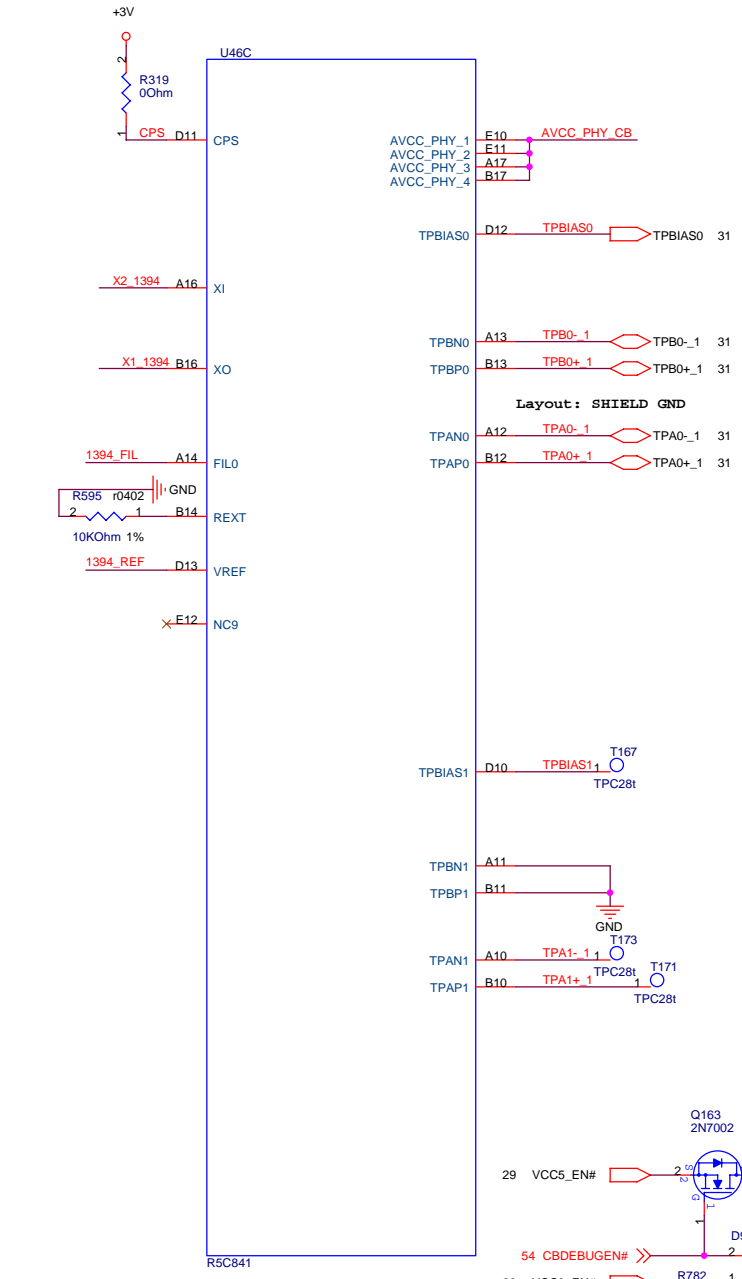 +3V
U46C
2
R319
0Ohm
1
CPS D11 CPS
AVCC_PHY_1 E10 AVCC_PHY_CB
AVCC_PHY_2 E11
AVCC_PHY_3 A17
AVCC_PHY_4 B17
TPBIAS0 D12 TPBIAS0 TPBIAS0 31
X2_1394 A16 XI
TPBN0 A13 TPB0-_1 TPB0-_1 31
X1_1394 B16 XO
TPBP0 B13 TPB0+_1 TPB0+_1 31
Layout: SHIELD GND
TPAN0 A12 TPA0-_1 TPA0-_1 31
1394_FIL A14 FIL0
TPAP0 B12 TPA0+_1 TPA0+_1 31
GND
R595 r0402
2 1 B14 REXT
10KOhm 1%
1394_REF D13 VREF
E12 NC9
T167
TPBIAS1 D10 TPBIAS1 1
TPC28t
TPBN1 A11
TPBP1 B11
GND
T173
TPAN1 A10 TPA1-_1 1
TPC28t
T171
TPAP1 B10 TPA1+_1 1
TPC28t
Q163
2N7002
29 VCC5_EN# 2 S 2
G 1
1
54 CBDEBUGEN# 2
R5C841
R782 1